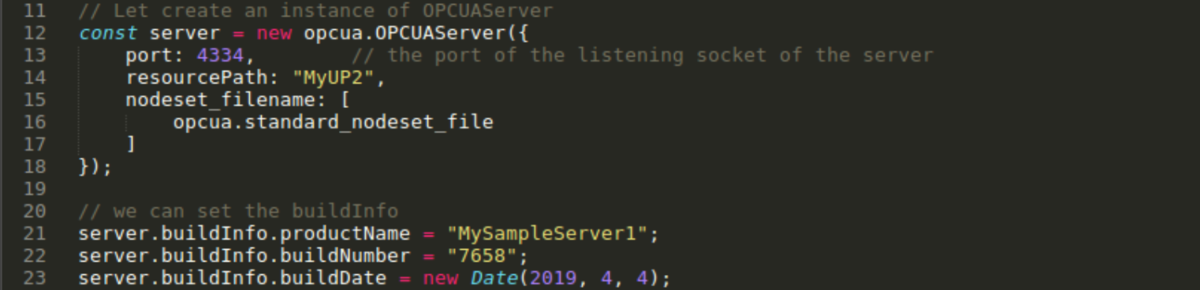 11 // Let create an instance of OPCUAServer
12 const server = new opcua.OPCUAServer({
13 port: 4334, // the port of the listening socket of the server
14 resourcePath: "MyUP2",
15 nodeset_filename: [
16 opcua.standard_nodeset_file
17 ]
18 });
19
20 // we can set the buildInfo
21 server.buildInfo.productName = "MySampleServer1";
22 server.buildInfo.buildNumber = "7658";
23 server.buildInfo.buildDate = new Date(2019, 4, 4);